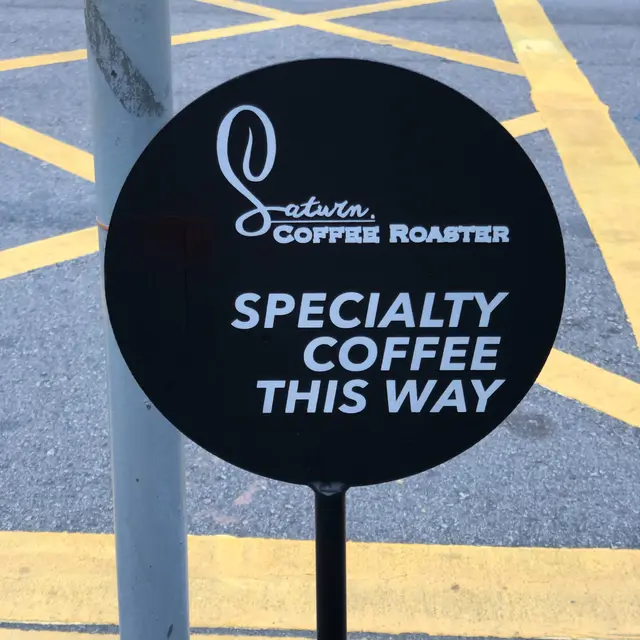 Saturn.
COFFEE ROASTER
SPECIALTY
COFFEE
THIS WAY